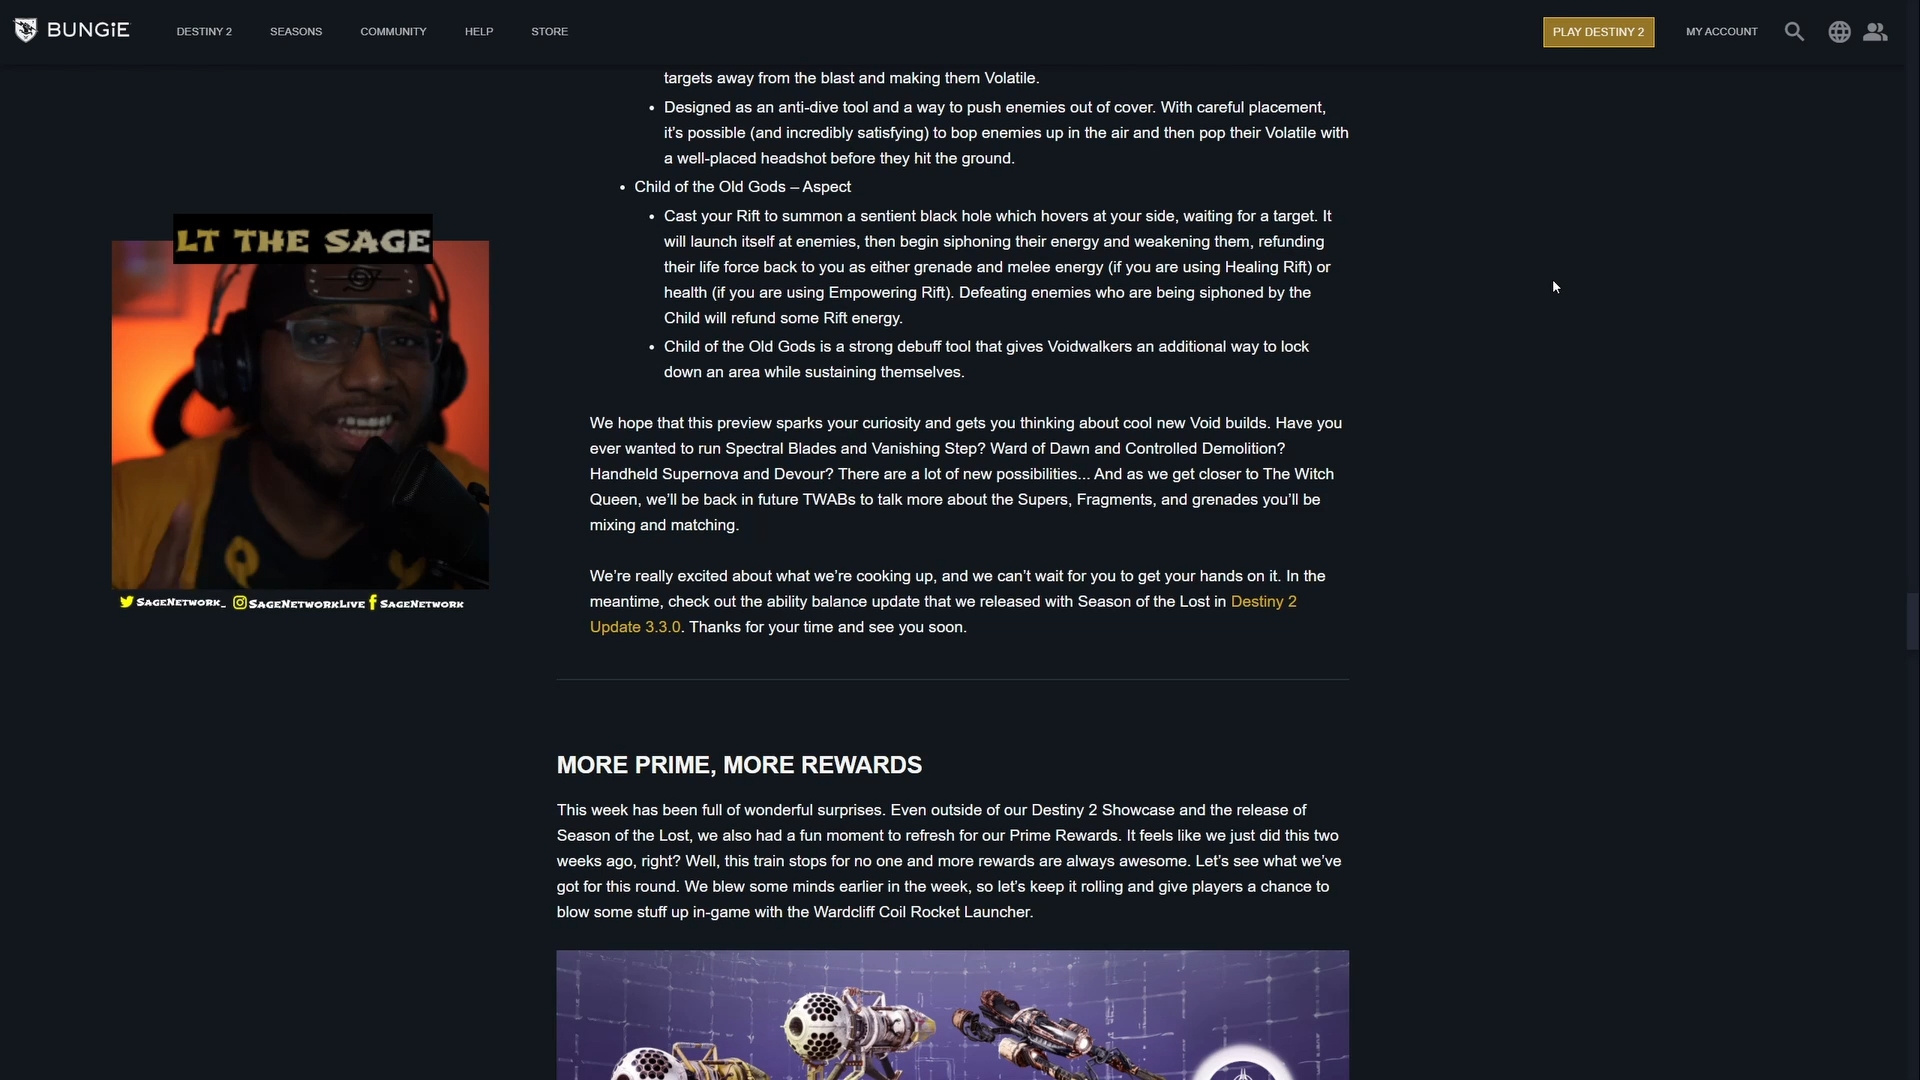 BUNGiE
DESTINY 2
SEASONS
COMMUNITY
HELP
STORE
PLAY DESTINY 2
MY ACCOUNT
targets away from the blast and making them Volatile.
• Designed as an anti-dive tool and a way to push enemies out of cover. With careful placement,
it’s possible (and incredibly satisfying) to bop enemies up in the air and then pop their Volatile with
a well-placed headshot before they hit the ground.
• Child of the Old Gods – Aspect
• Cast your Rift to summon a sentient black hole which hovers at your side, waiting for a target. It
will launch itself at enemies, then begin siphoning their energy and weakening them, refunding
their life force back to you as either grenade and melee energy (if you are using Healing Rift) or
health (if you are using Empowering Rift). Defeating enemies who are being siphoned by the
Child will refund some Rift energy.
• Child of the Old Gods is a strong debuff tool that gives Voidwalkers an additional way to lock
down an area while sustaining themselves.
LT THE SAGE
SAGENETWORK_ SAGENETWORKLIVE SAGENETWORK
We hope that this preview sparks your curiosity and gets you thinking about cool new Void builds. Have you
ever wanted to run Spectral Blades and Vanishing Step? Ward of Dawn and Controlled Demolition?
Handheld Supernova and Devour? There are a lot of new possibilities... And as we get closer to The Witch
Queen, we’ll be back in future TWABs to talk more about the Supers, Fragments, and grenades you’ll be
mixing and matching.
We’re really excited about what we’re cooking up, and we can’t wait for you to get your hands on it. In the
meantime, check out the ability balance update that we released with Season of the Lost in Destiny 2
Update 3.3.0. Thanks for your time and see you soon.
MORE PRIME, MORE REWARDS
This week has been full of wonderful surprises. Even outside of our Destiny 2 Showcase and the release of
Season of the Lost, we also had a fun moment to refresh for our Prime Rewards. It feels like we just did this two
weeks ago, right? Well, this train stops for no one and more rewards are always awesome. Let’s see what we’ve
got for this round. We blew some minds earlier in the week, so let’s keep it rolling and give players a chance to
blow some stuff up in-game with the Wardcliff Coil Rocket Launcher.